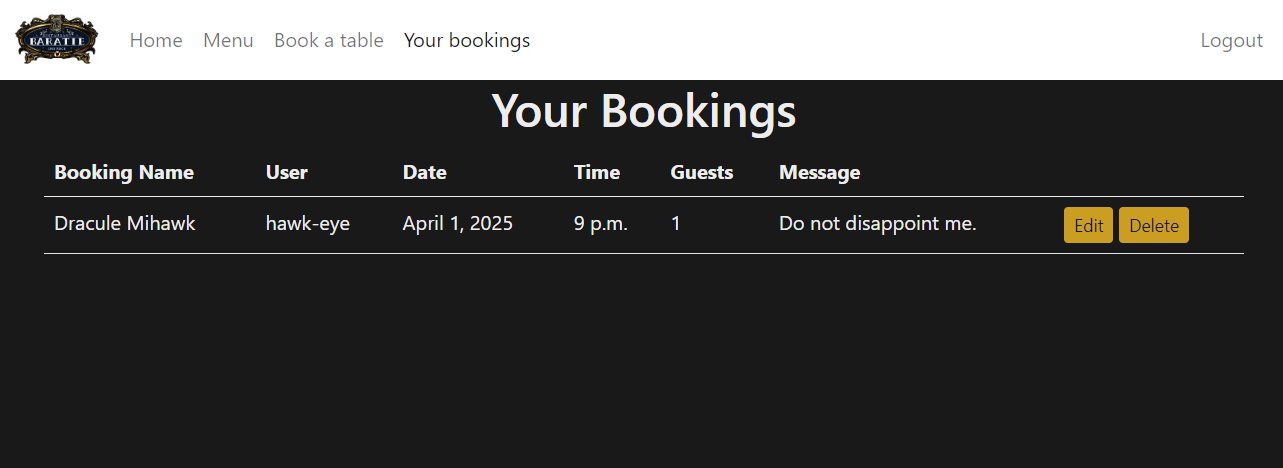 BARATIE
Home Menu Book a table Your bookings Logout
Your Bookings
Booking Name User Date Time Guests Message
Dracule Mihawk hawk-eye April 1, 2025 9 p.m. 1 Do not disappoint me. Edit Delete